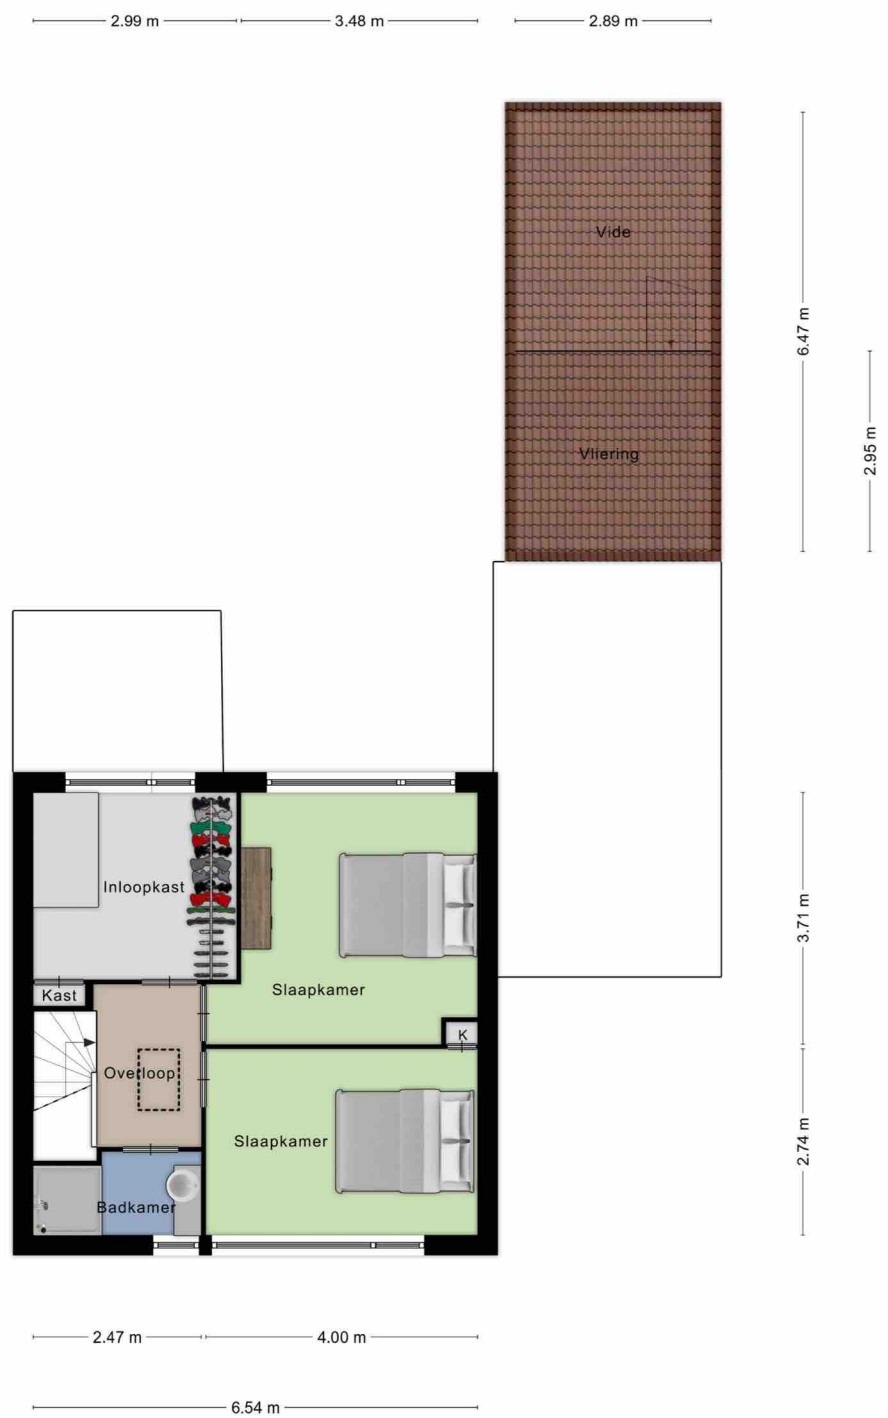 2.99 m
3.48 m
2.89 m
Vide
6.47 m
2.95 m
Vliering
Inloopkast
3.71 m
Slaapkamer
Kast
K
Overloop
Slaapkamer
2.74 m
Badkamer
2.47 m
4.00 m
6.54 m